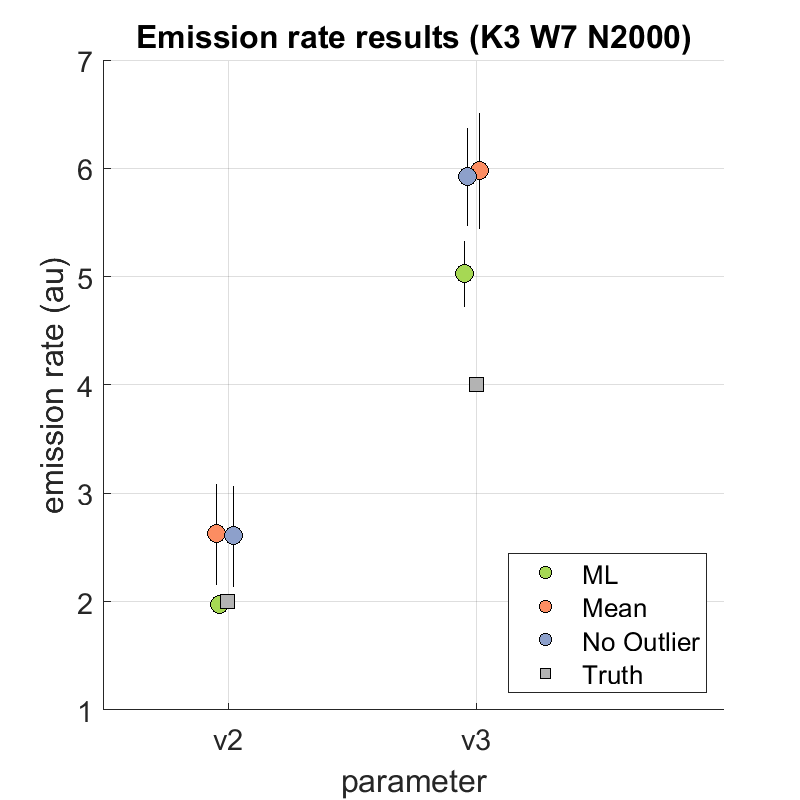 Emission rate results (K3 W7 N2000)
7
6
5
4
3
2
1
emission rate (au)
v2 v3
parameter
ML
Mean
No Outlier
Truth